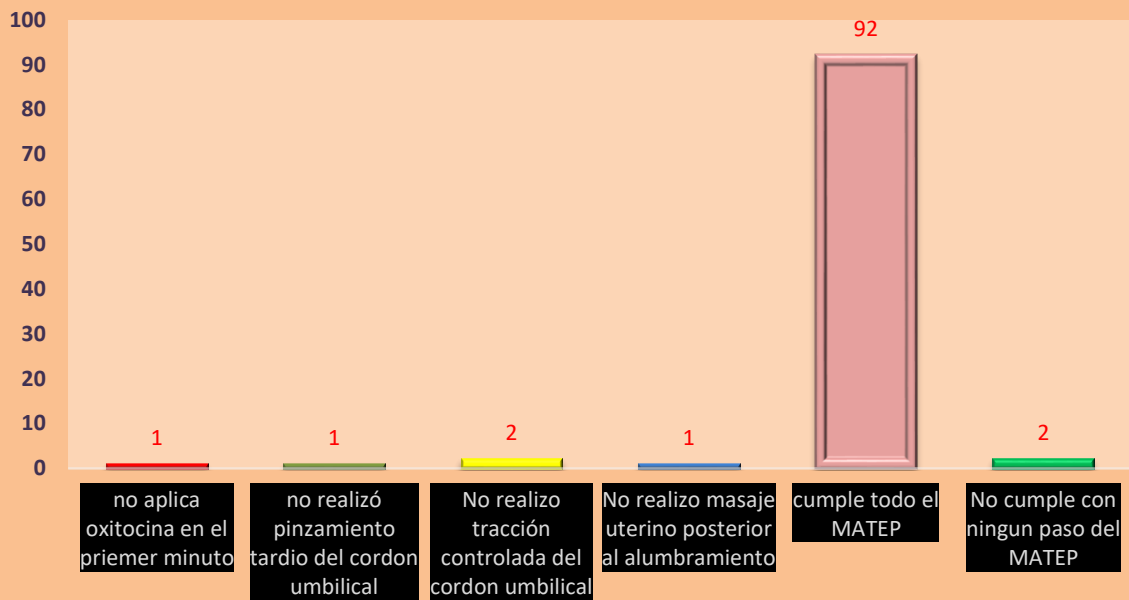 100
90
80
70
60
50
40
30
20
10
0
1
1
2
1
92
2
no aplica
oxitocina en el
priemer minuto
no realizó
pinzamiento
tardio del cordon
umbilical
No realizo
tracción
controlada del
cordon umbilical
No realizo masaje
uterino posterior
al alumbramiento
cumple todo el
MATEP
No cumple con
ningun paso del
MATEP